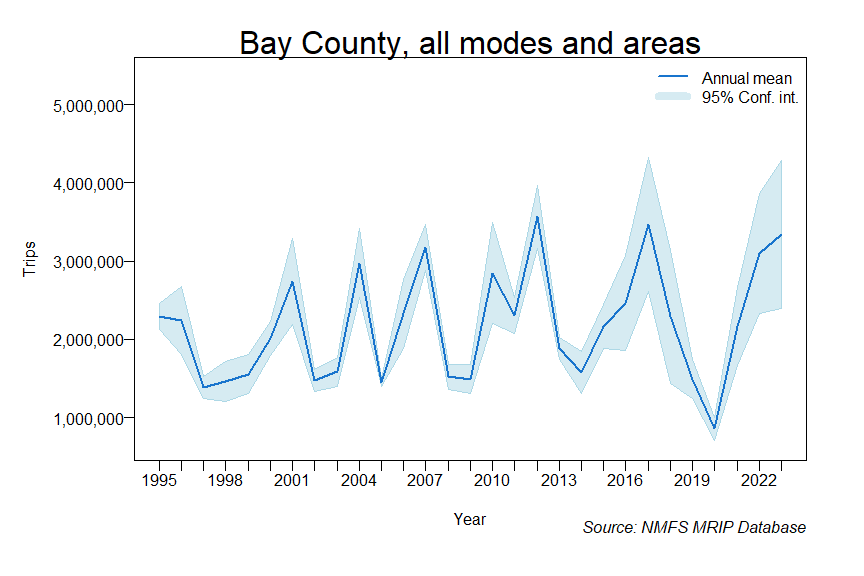 Bay County, all modes and areas
Annual mean
95% Conf. int.
5,000,000
4,000,000
3,000,000
2,000,000
1,000,000
Trips
1995 1998 2001 2004 2007 2010 2013 2016 2019 2022
Year
Source: NMFS MRIP Database